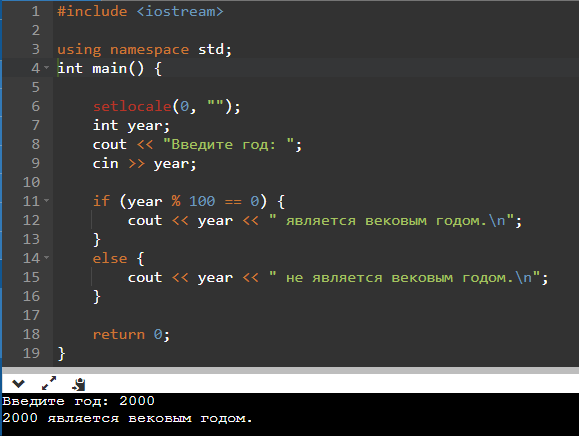 1 #include <iostream>
2
3 using namespace std;
4 int main() {
5
6 setlocale(0, "");
7 int year;
8 cout << "Введите год: ";
9 cin >> year;
10
11 if (year % 100 == 0) {
12 cout << year << " является вековым годом.\n";
13 }
14 else {
15 cout << year << " не является вековым годом.\n";
16 }
17
18 return 0;
19 }
Введите год: 2000
2000 является вековым годом.